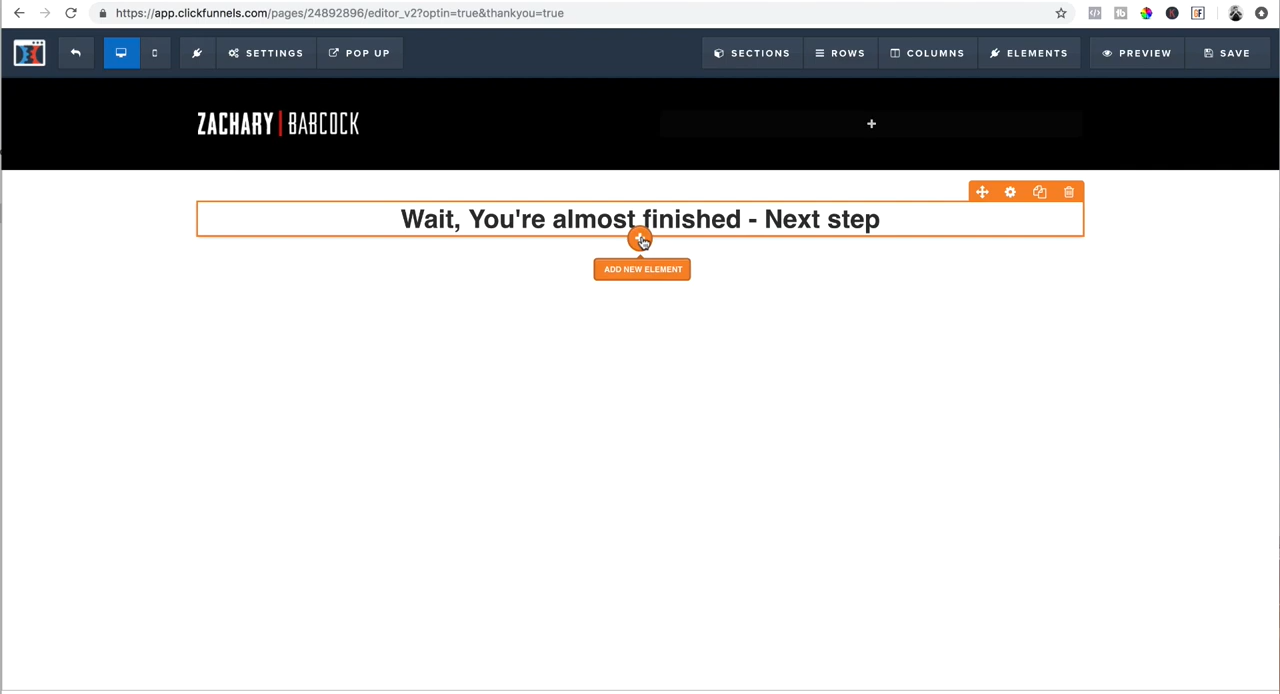 https://app.clickfunnels.com/pages/24892896/editor_v2?optin=true&thankyou=true
SETTINGS
POP UP
SECTIONS
ROWS
COLUMNS
ELEMENTS
PREVIEW
SAVE
ZACHARY | BABCOCK
Wait, You're almost finished - Next step
ADD NEW ELEMENT